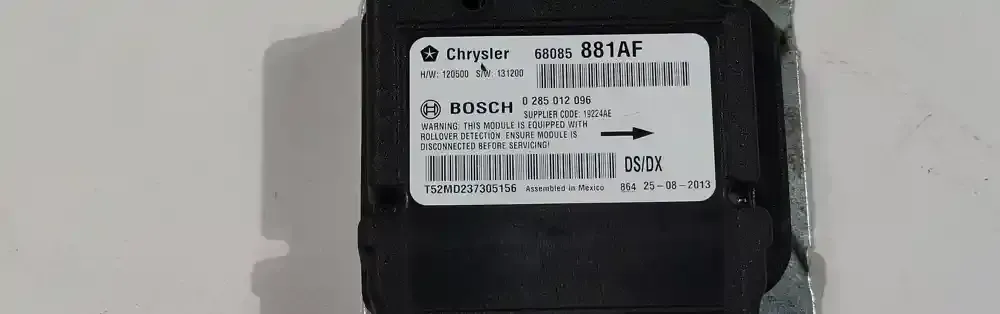 Chrysler 68085 881AF
H/W: 120500 S/W: 131200
BOSCH 0 285 012 096
SUPPLIER CODE: 19224AE
WARNING: THIS MODULE IS EQUIPPED WITH
ROLLOVER DETECTION. ENSURE MODULE IS
DISCONNECTED BEFORE SERVICING!
DS/DX
T52MD237305156 Assembled in Mexico 864 25-08-2013